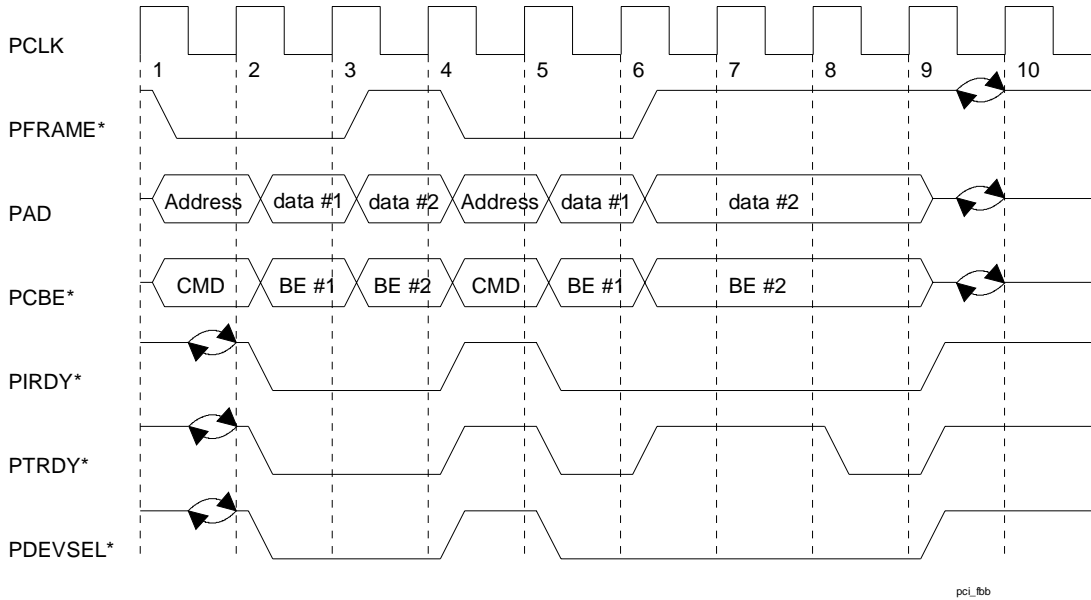 PCLK
1 2 3 4 5 6 7 8 9 10
PFRAME*
PAD Address data #1 data #2 Address data #1 data #2
PCBE* CMD BE #1 BE #2 CMD BE #1 BE #2
PIRDY*
PTRDY*
PDEVSEL*
pci_fbb